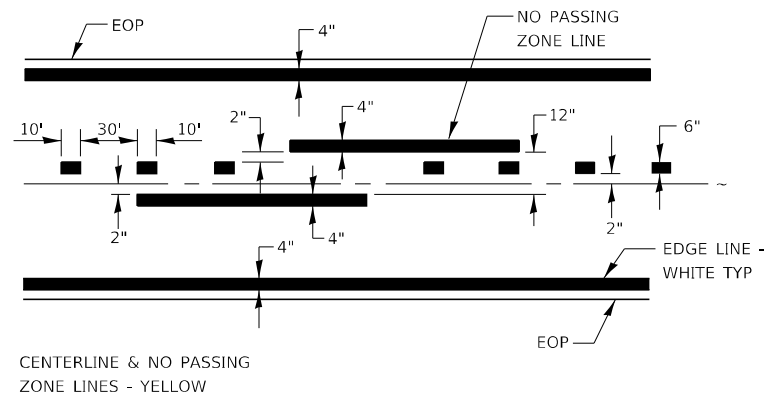 EOP
4"
NO PASSING
ZONE LINE
10'
30'
10'
2"
4"
12"
6"
2"
4"
4"
2"
EDGE LINE -
WHITE TYP
EOP
CENTERLINE & NO PASSING
ZONE LINES - YELLOW